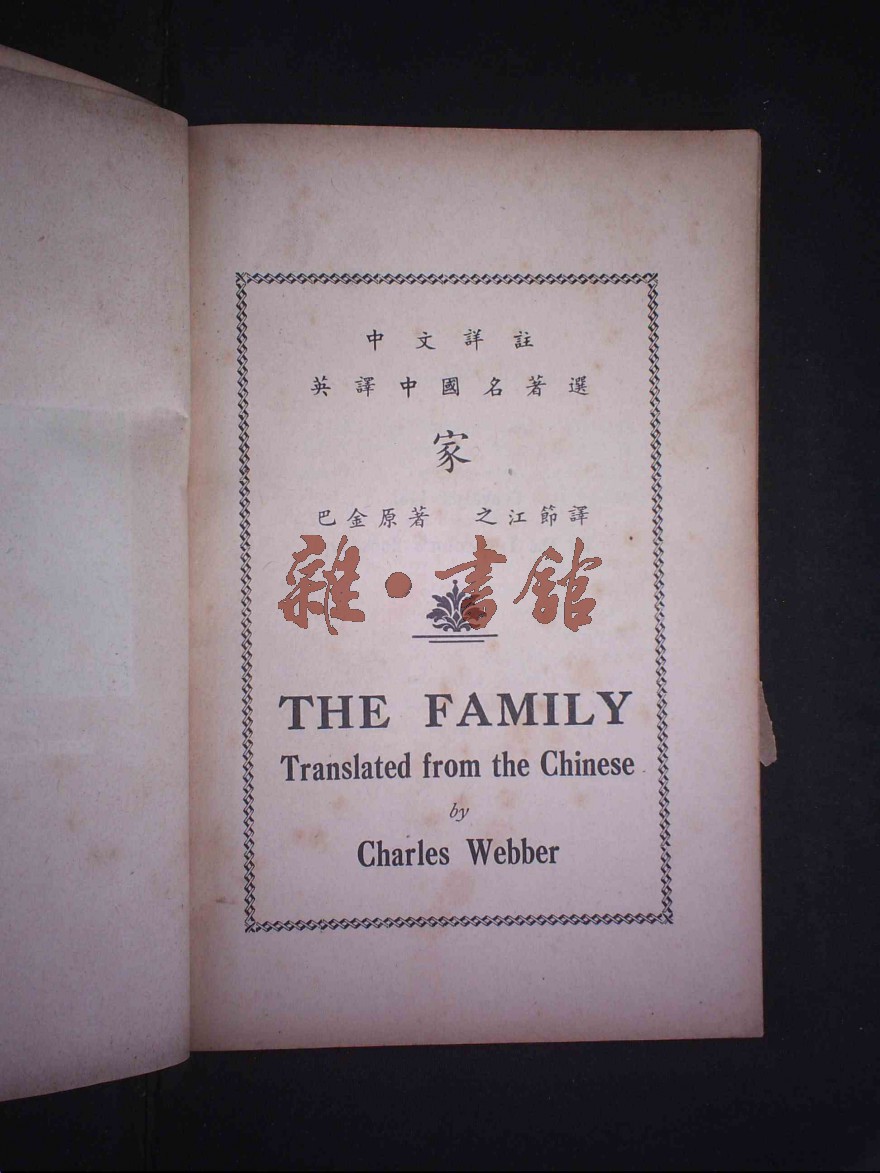 中文詳註
英譯中國名著選
家
巴金原著 之江節譯
雜·書館
THE FAMILY
Translated from the Chinese
by
Charles Webber